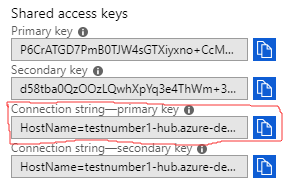 Shared access keys
Primary key
P6CrATGD7PmB0TJW4sGTXiyxno+CcM...
Secondary key
d58tba0QzOOzLQwhXpYq3e4ThWm+3...
Connection string—primary key
HostName=testnumber1-hub.azure-de...
Connection string—secondary key
HostName=testnumber1-hub.azure-de...